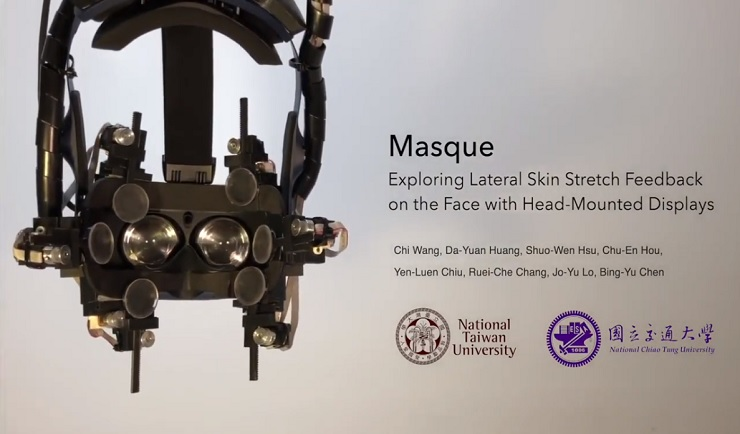 Masque
Exploring Lateral Skin Stretch Feedback
on the Face with Head-Mounted Displays
Chi Wang, Da-Yuan Huang, Shuo-Wen Hsu, Chu-En Hou,
Yen-Luen Chiu, Ruei-Che Chang, Jo-Yu Lo, Bing-Yu Chen
National
Taiwan
University
國立交通大學
National Chiao Tung University
1896